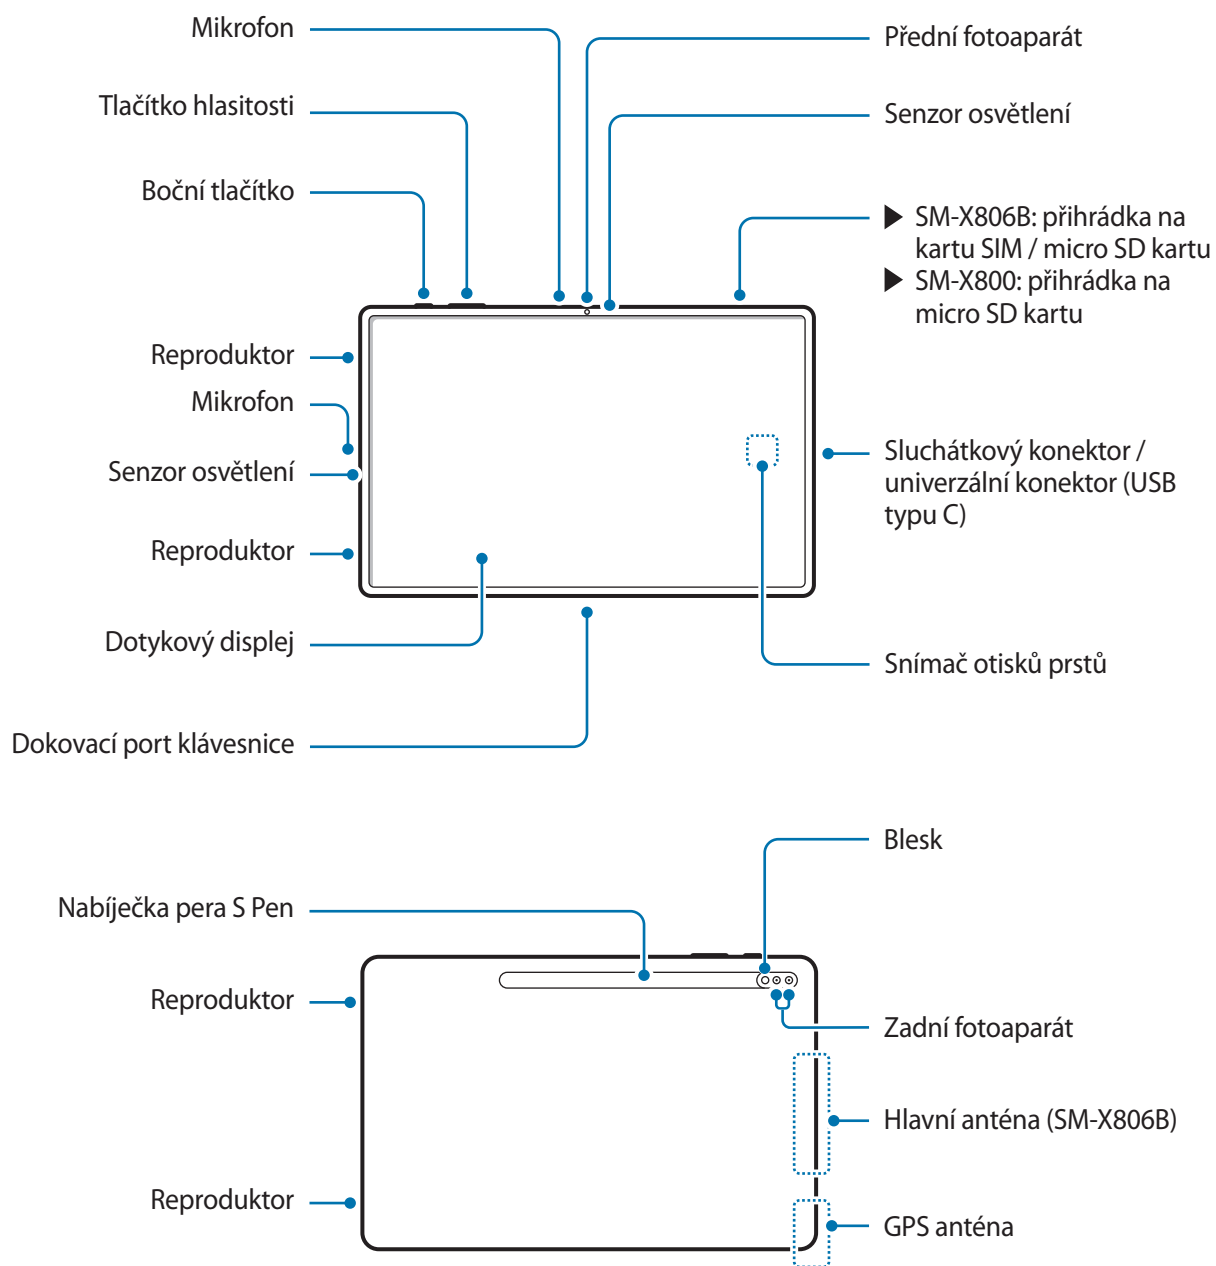 Mikrofon
Tlačítko hlasitosti
Boční tlačítko
Reproduktor
Mikrofon
Senzor osvětlení
Reproduktor
Dotykový displej
Dokovací port klávesnice
Přední fotoaparát
Senzor osvětlení
▶ SM-X806B: přihrádka na
kartu SIM / micro SD kartu
▶ SM-X800: přihrádka na
micro SD kartu
Sluchátkový konektor /
univerzální konektor (USB
typu C)
Snímač otisků prstů
Nabíječka pera S Pen
Reproduktor
Reproduktor
Blesk
Zadní fotoaparát
Hlavní anténa (SM-X806B)
GPS anténa